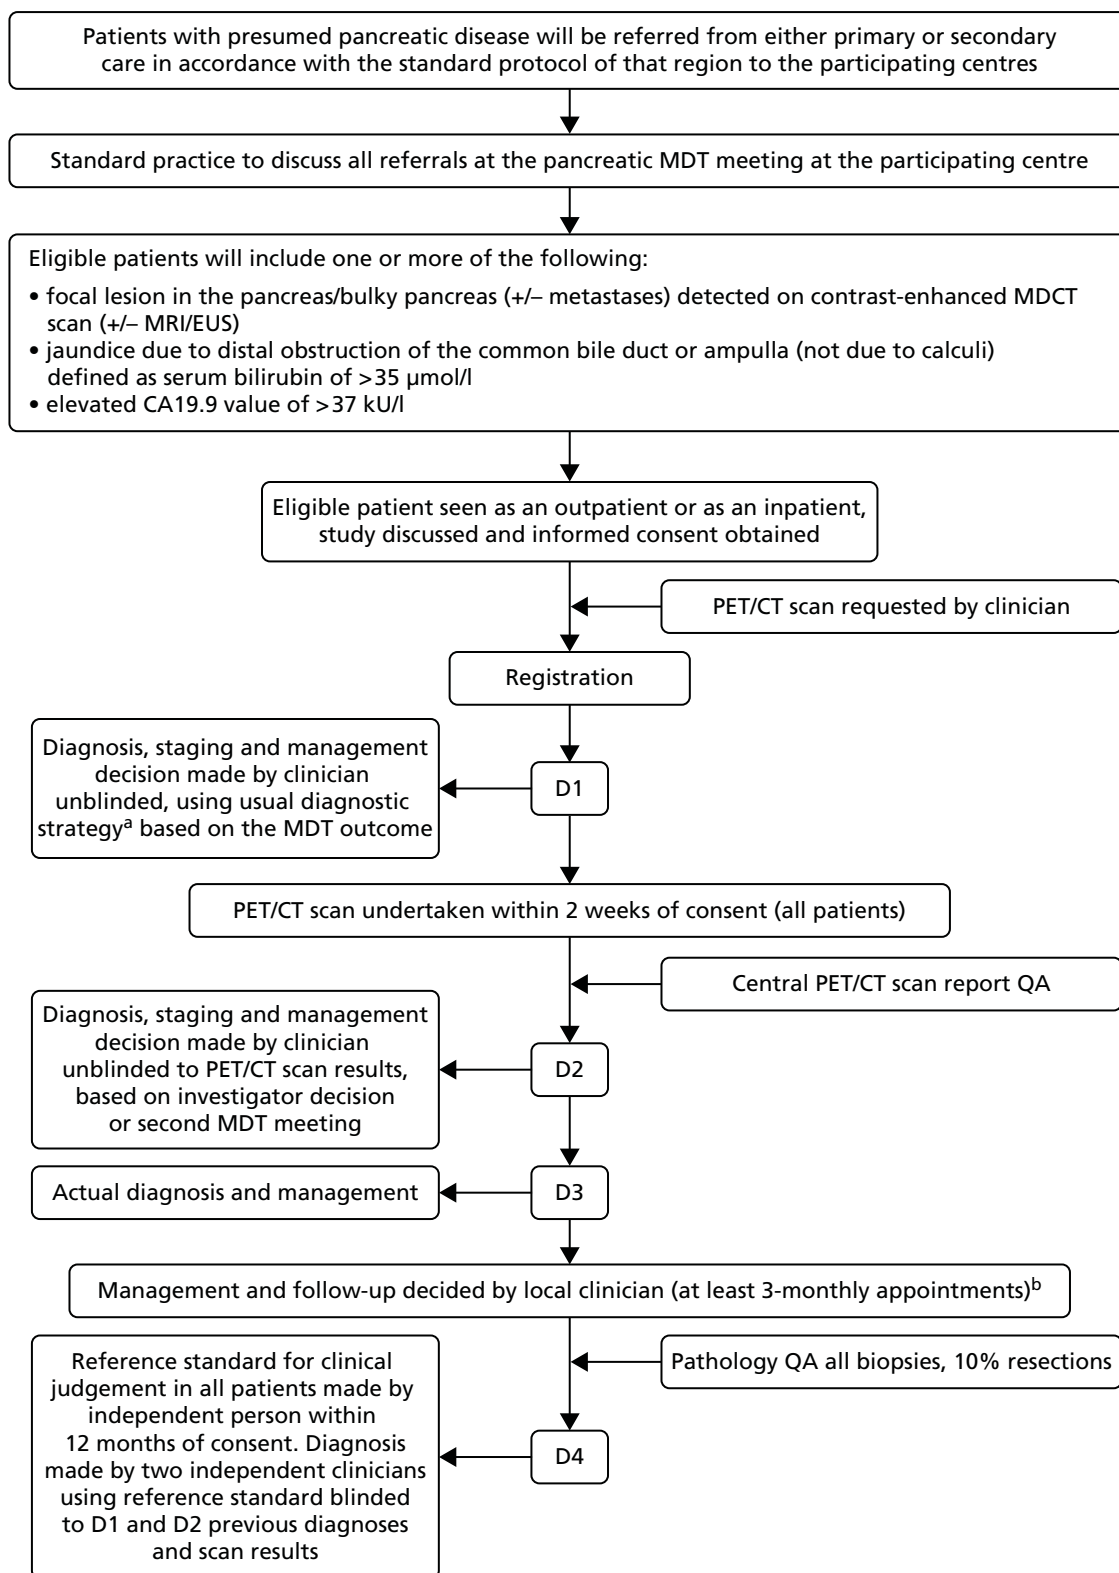 Patients with presumed pancreatic disease will be referred from either primary or secondary
care in accordance with the standard protocol of that region to the participating centres
Standard practice to discuss all referrals at the pancreatic MDT meeting at the participating centre
Eligible patients will include one or more of the following:
• focal lesion in the pancreas/bulky pancreas (+/– metastases) detected on contrast-enhanced MDCT
scan (+/– MRI/EUS)
• jaundice due to distal obstruction of the common bile duct or ampulla (not due to calculi)
defined as serum bilirubin of >35 µmol/l
• elevated CA19.9 value of >37 kU/l
Eligible patient seen as an outpatient or as an inpatient,
study discussed and informed consent obtained
PET/CT scan requested by clinician
Registration
Diagnosis, staging and management
decision made by clinician
unblinded, using usual diagnostic
strategyᵃ based on the MDT outcome
D1
PET/CT scan undertaken within 2 weeks of consent (all patients)
Central PET/CT scan report QA
Diagnosis, staging and management
decision made by clinician
unblinded to PET/CT scan results,
based on investigator decision
or second MDT meeting
D2
Actual diagnosis and management
D3
Management and follow-up decided by local clinician (at least 3-monthly appointments)ᵇ
Pathology QA all biopsies, 10% resections
Reference standard for clinical
judgement in all patients made by
independent person within
12 months of consent. Diagnosis
made by two independent clinicians
using reference standard blinded
to D1 and D2 previous diagnoses
and scan results
D4